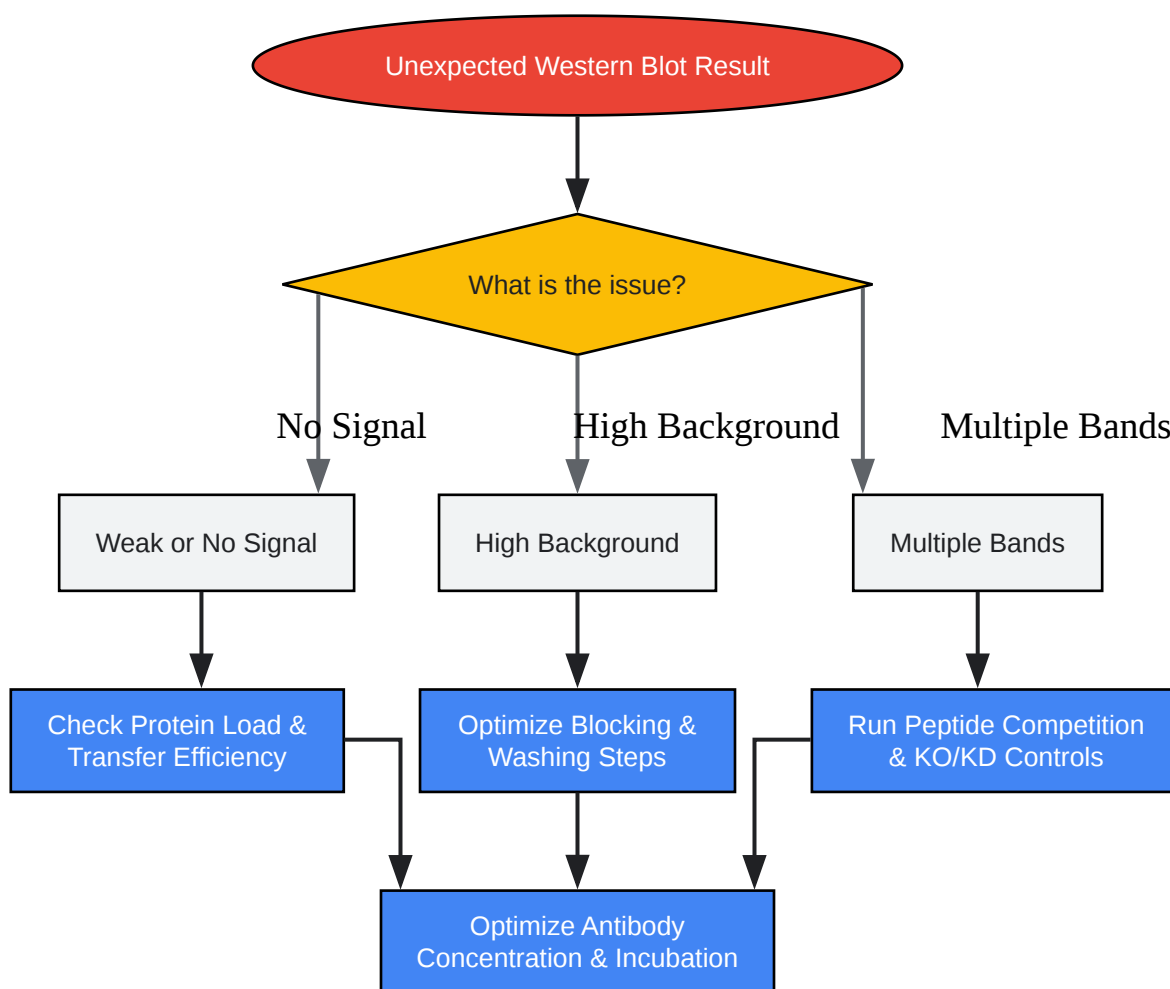 Unexpected Western Blot Result
What is the issue?
No Signal
High Background
Multiple Bands
Weak or No Signal
High Background
Multiple Bands
Check Protein Load &
Transfer Efficiency
Optimize Blocking &
Washing Steps
Run Peptide Competition
& KO/KD Controls
Optimize Antibody
Concentration & Incubation